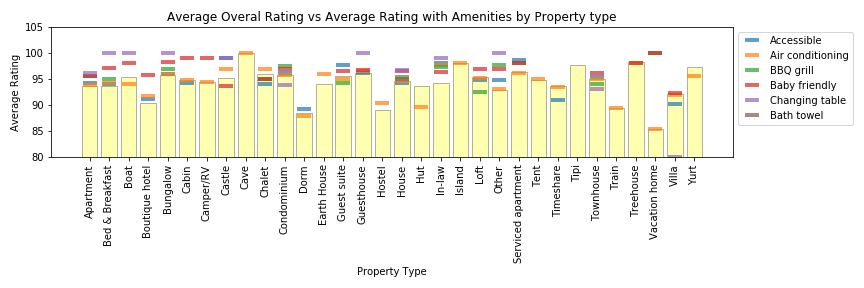 Average Overal Rating vs Average Rating with Amenities by Property type
Average Rating
105
100
95
90
85
80
Apartment
Bed & Breakfast
Boat
Boutique hotel
Bungalow
Cabin
Camper/RV
Castle
Cave
Chalet
Condominium
Dorm
Earth House
Guest suite
Guesthouse
Hostel
House
Hut
In-law
Island
Loft
Other
Serviced apartment
Tent
Timeshare
Tipi
Townhouse
Train
Treehouse
Vacation home
Villa
Yurt
Property Type
Accessible
Air conditioning
BBQ grill
Baby friendly
Changing table
Bath towel